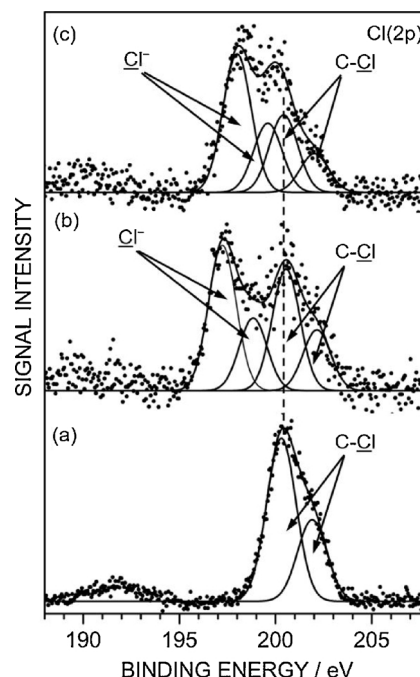 (c)
Cl(2p)
Cl⁻
C-Cl
(b)
Cl⁻
C-Cl
(a)
C-Cl
SIGNAL INTENSITY
190
195
200
205
BINDING ENERGY / eV